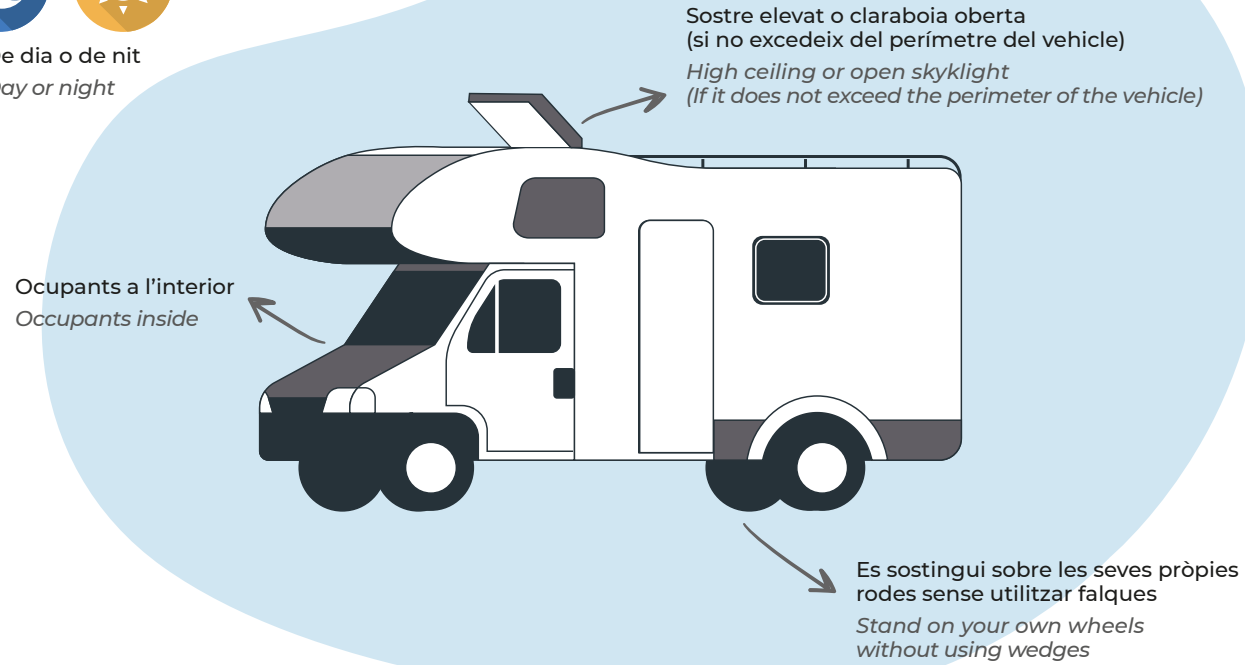 Sostre elevat o claraboia oberta
(si no excedeix del perímetre del vehicle)
High ceiling or open skyklight
(If it does not exceed the perimeter of the vehicle)
e dia o de nit
ay or night
Ocupants a l’interior
Occupants inside
Es sostingui sobre les seves pròpies
rodes sense utilitzar falques
Stand on your own wheels
without using wedges